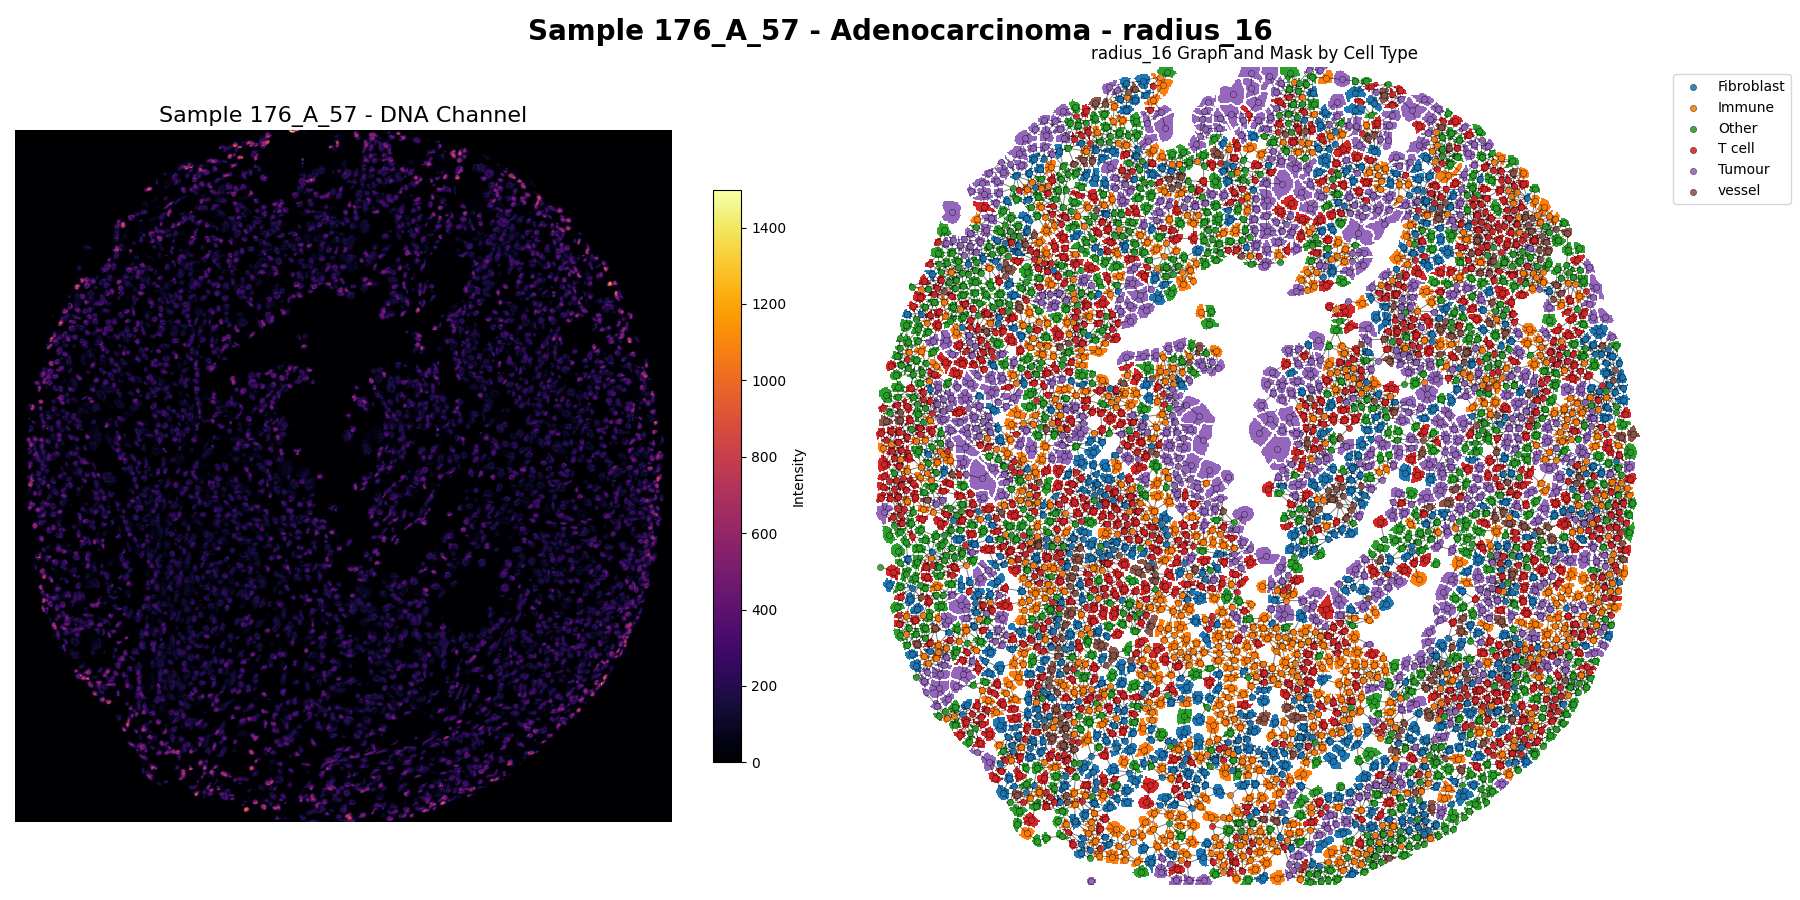 Sample 176_A_57 - Adenocarcinoma - radius_16
Sample 176_A_57 - DNA Channel
1400
1200
1000
800
600
400
200
0
Intensity
radius_16 Graph and Mask by Cell Type
Fibroblast
Immune
Other
T cell
Tumour
vessel